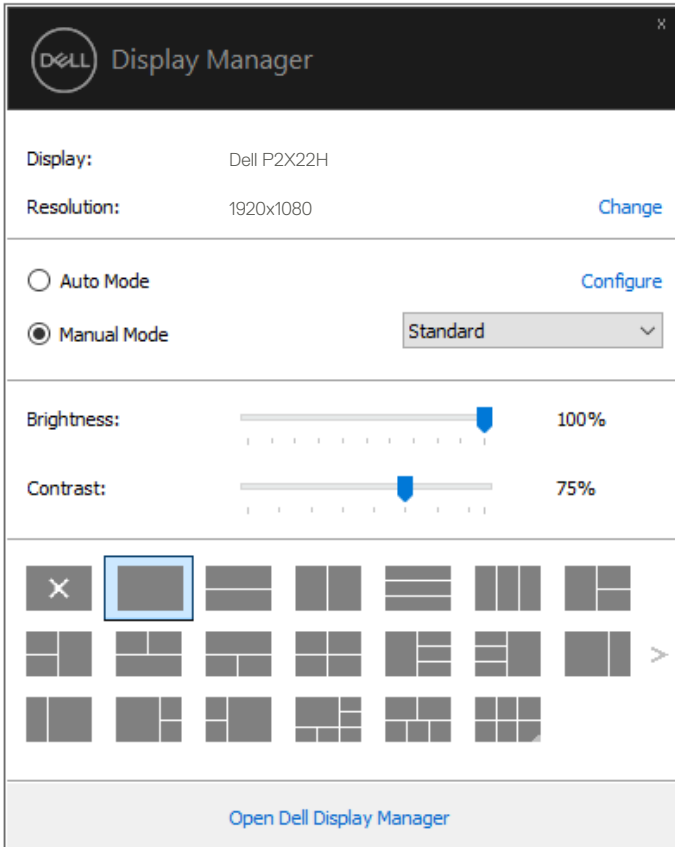 x
DELL Display Manager
Display: Dell P2X22H
Resolution: 1920x1080 Change
Auto Mode Configure
Manual Mode Standard
Brightness: 100%
Contrast: 75%
Open Dell Display Manager